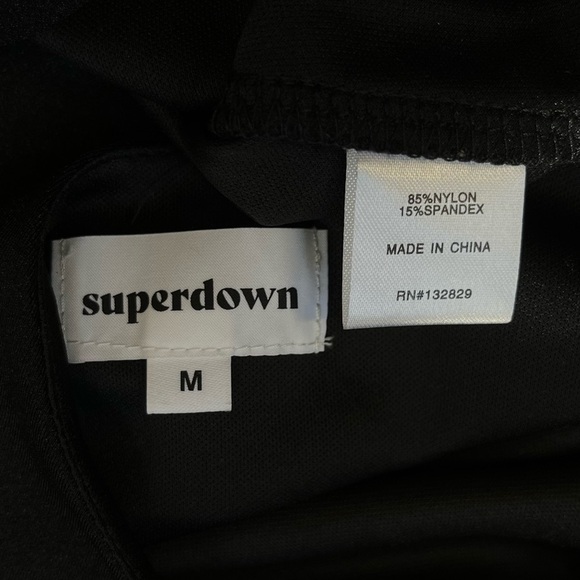 superdown
M
85%NYLON
15%SPANDEX
MADE IN CHINA
RN#132829